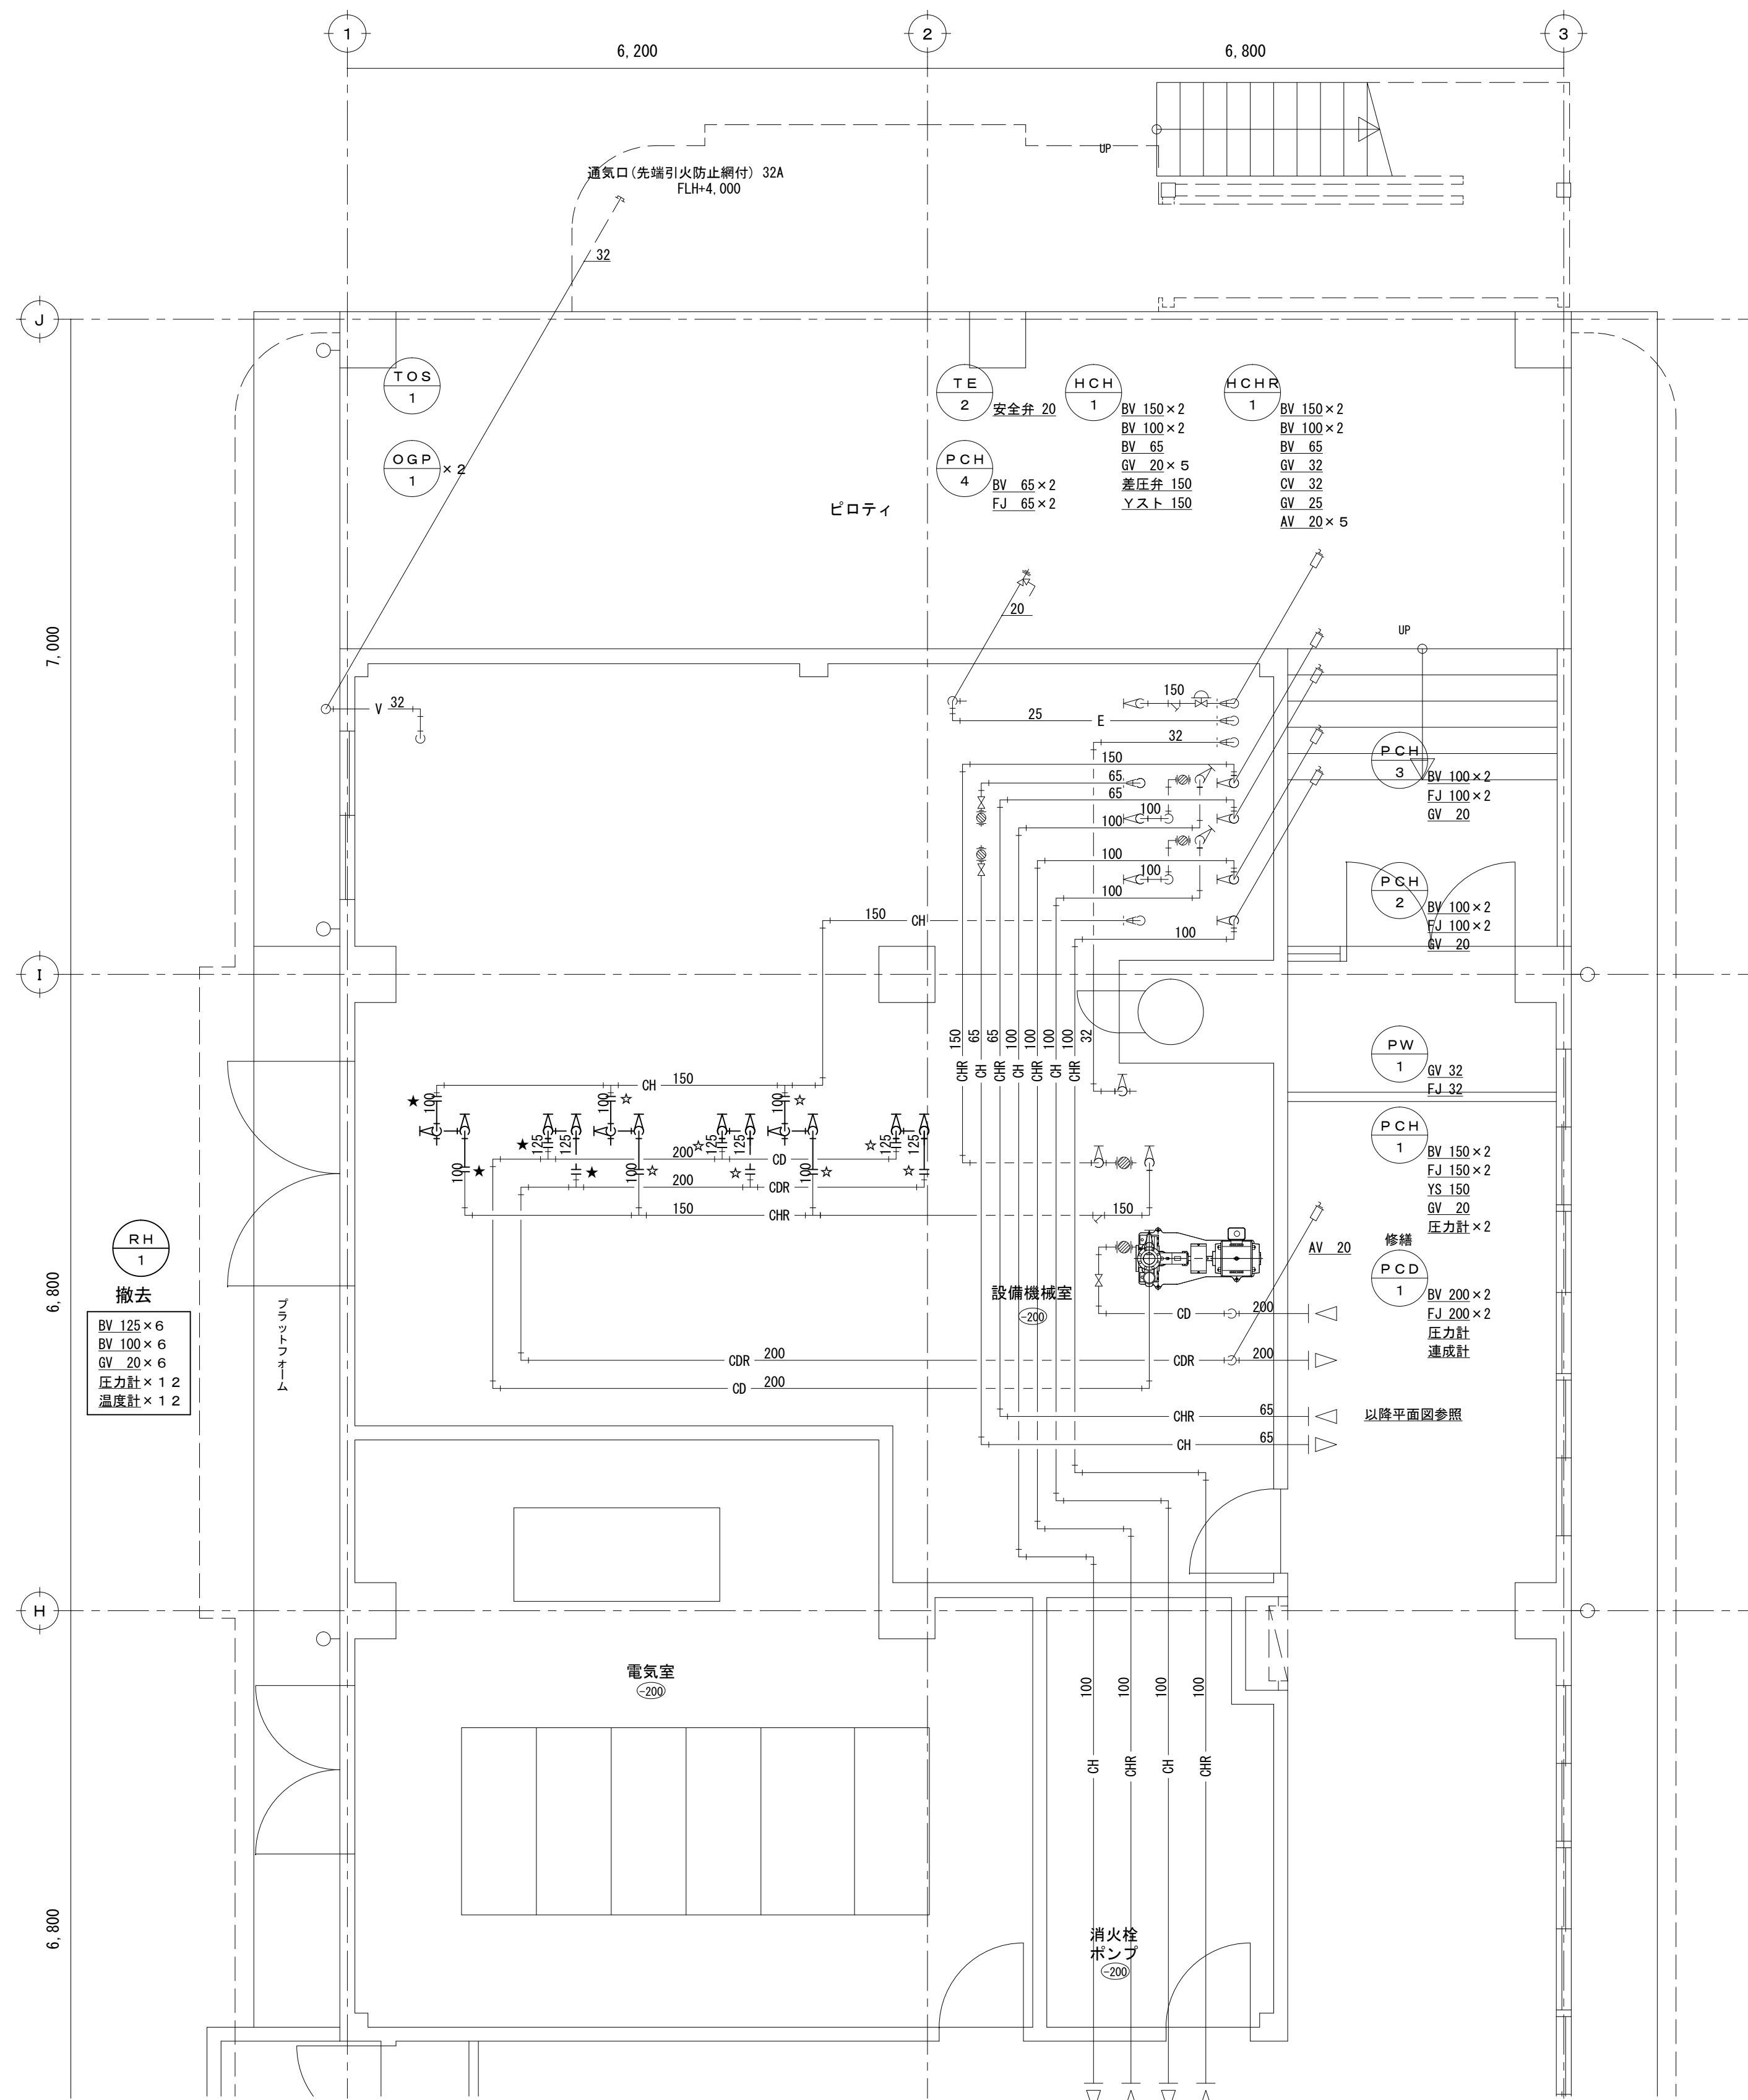 1
2
3
6,200
6,800
UP
通気口(先端引火防止網付) 32A
FLH+4,000
32
J
TOS
1
OGP
1
×2
TE
2
安全弁 20
PCH
4
BV 65×2
FJ 65×2
HCH
1
BV 150×2
BV 100×2
BV 65
GV 20×5
差圧弁 150
Yスト 150
HCHR
1
BV 150×2
BV 100×2
BV 65
GV 32
CV 32
GV 25
AV 20×5
ピロティ
7,000
20
UP
V 32
150
25 E
32
150
65
65
100
100
100
100
100
150 CH
100
PCH
3
BV 100×2
FJ 100×2
GV 20
PCH
2
BV 100×2
FJ 100×2
GV 20
I
CHR 150
CH 65
CHR 65
CH 100
CHR 100
CH 100
CHR 100
32
PW
1
GV 32
FJ 32
CH 150
★ 100
100 ☆
100 ☆
★ 125
125
☆ 125
125
☆ 125
125
200 CD
100 ★
★
100 ☆
☆
100 ☆
☆
200 CDR
150 CHR
150
PCH
1
BV 150×2
FJ 150×2
YS 150
GV 20
圧力計×2
修繕
PCD
1
BV 200×2
FJ 200×2
圧力計
連成計
AV 20
RH
1
撤去
BV 125×6
BV 100×6
GV 20×6
圧力計×12
温度計×12
6,800
プラットフォーム
設備機械室
-200
CD 200
CDR 200
CDR 200
CD 200
CHR 65
以降平面図参照
CH 65
H
電気室
-200
100
100
100
100
CH
CHR
CH
CHR
6,800
消火栓
ポンプ
-200